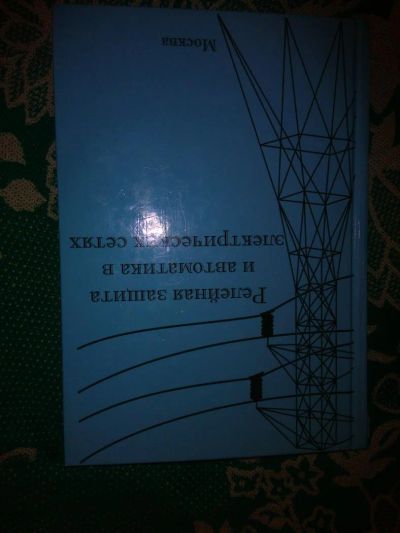 Релейная защита
и автоматика в
электрических сетях
Москва